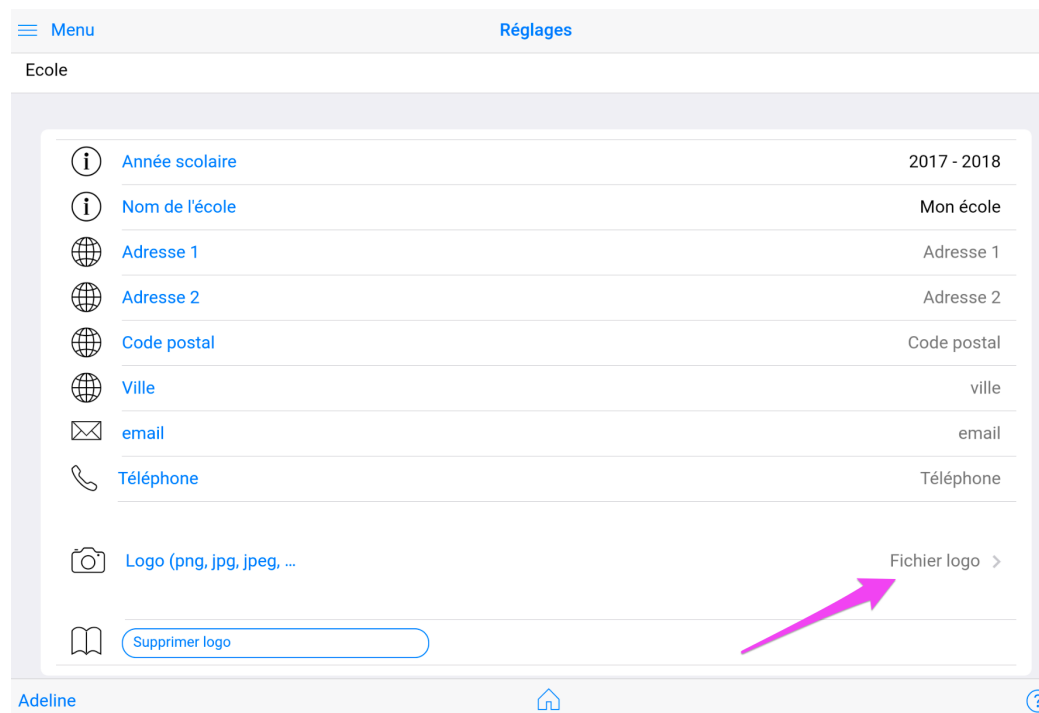 Menu
Réglages
Ecole
Année scolaire 2017 - 2018
Nom de l'école Mon école
Adresse 1 Adresse 1
Adresse 2 Adresse 2
Code postal Code postal
Ville ville
email email
Téléphone Téléphone
Logo (png, jpg, jpeg, ... Fichier logo
Supprimer logo
Adeline
?